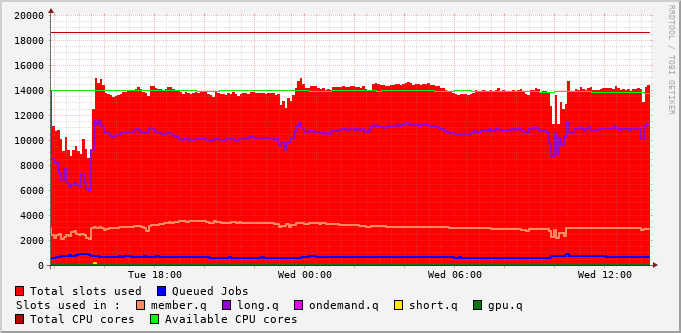 RRDTOOL / TOBI OETIKER
20000
18000
16000
14000
12000
10000
8000
6000
4000
2000
0
Tue 18:00 Wed 00:00 Wed 06:00 Wed 12:00
Total slots used Queued Jobs
Slots used in : member.q long.q ondemand.q short.q gpu.q
Total CPU cores Available CPU cores